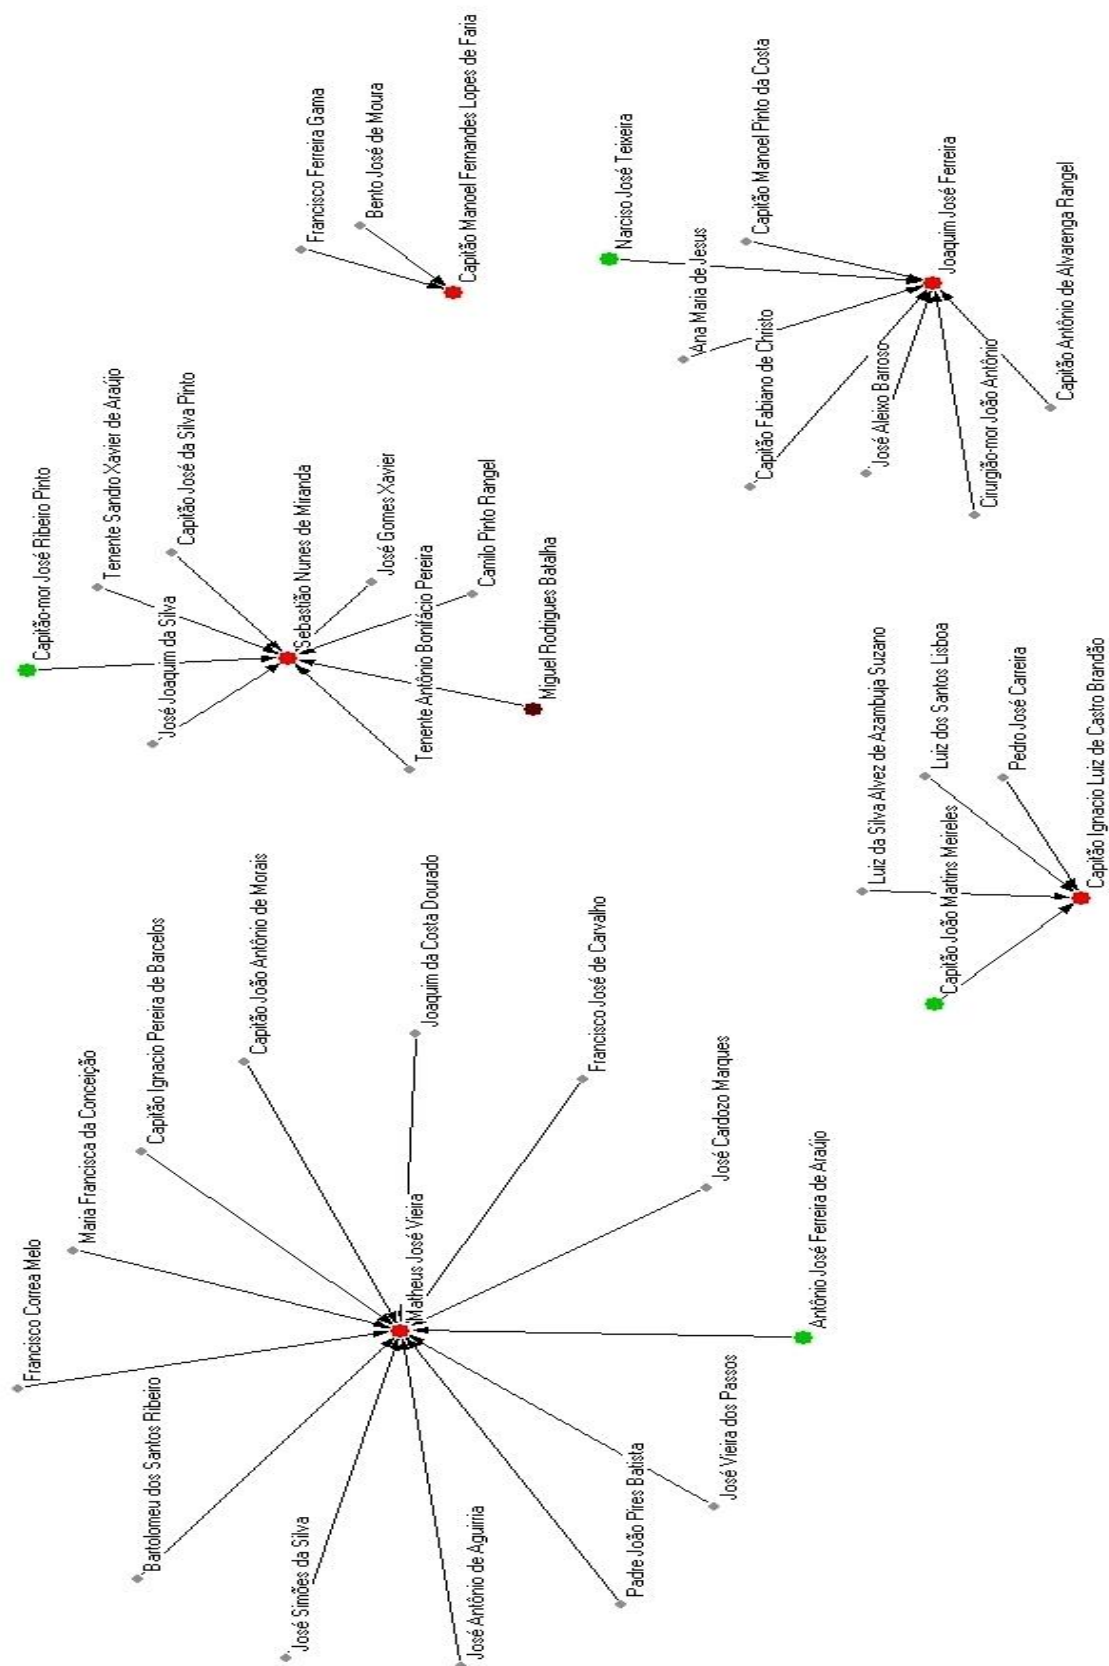 Francisco Correa Melo
Maria Francisca da Conceição
Bartolomeu dos Santos Ribeiro
Capitão Ignacio Pereira de Barcelos
Capitão João Antônio de Morais
José Simões da Silva
Matheus José Vieira
Joaquim da Costa Dourado
José Antônio de Aguirria
Francisco José de Carvalho
Padre João Pires Batista
José Cardozo Marques
José Vieira dos Passos
Antônio José Ferreira de Araújo
Capitão-mor José Ribeiro Pinto
Tenente Sandro Xavier de Araújo
José Joaquim da Silva
Capitão José da Silva Pinto
Sebastião Nunes de Miranda
José Gomes Xavier
Tenente Antônio Bonifácio Pereira
Camilo Pinto Rangel
Miguel Rodrigues Batalha
Luiz da Silva Alvez de Azambuja Suzano
Capitão João Martins Meireles
Luiz dos Santos Lisboa
Pedro José Carreira
Capitão Ignacio Luiz de Castro Brandão
Francisco Ferreira Gama
Bento José de Moura
Capitão Manoel Fernandes Lopes de Faria
Narciso José Teixeira
Ana Maria de Jesus
Capitão Manoel Pinto da Costa
Capitão Fabiano de Christo
José Aleixo Barroso
Joaquim José Ferreira
Cirurgião-mor João Antônio
Capitão Antônio de Alvarenga Rangel